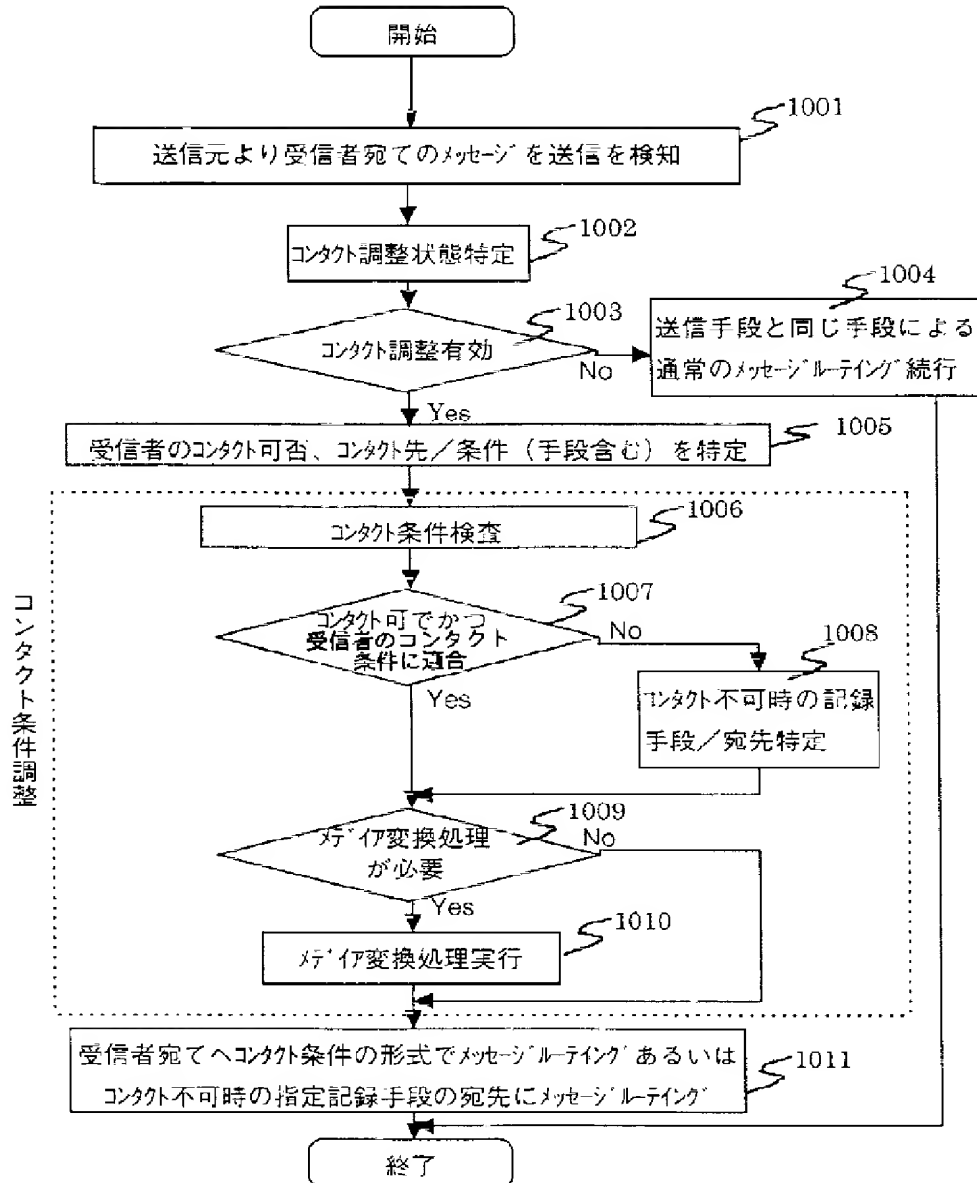 開始
1001
送信元より受信者宛てのﾒｯｾｰｼﾞを送信を検知
1002
ｺﾝﾀｸﾄ調整状態特定
1003
ｺﾝﾀｸﾄ調整有効
No
Yes
1004
送信手段と同じ手段による
通常のﾒｯｾｰｼﾞﾙｰﾃｲﾝｸﾞ続行
1005
受信者のｺﾝﾀｸﾄ可否、ｺﾝﾀｸﾄ先／条件（手段含む）を特定
コンタクト条件調整
1006
ｺﾝﾀｸﾄ条件検査
1007
ｺﾝﾀｸﾄ可でかつ
受信者のコンタクト
条件に適合
No
Yes
1008
ｺﾝﾀｸﾄ不可時の記録
手段／宛先特定
1009
ﾒﾃﾞｨｱ変換処理
が必要
No
Yes
1010
ﾒﾃﾞｨｱ変換処理実行
受信者宛てへｺﾝﾀｸﾄ条件の形式でﾒｯｾｰｼﾞﾙｰﾃｲﾝｸﾞあるいは
ｺﾝﾀｸﾄ不可時の指定記録手段の宛先にﾒｯｾｰｼﾞﾙｰﾃｲﾝｸﾞ
1011
終了